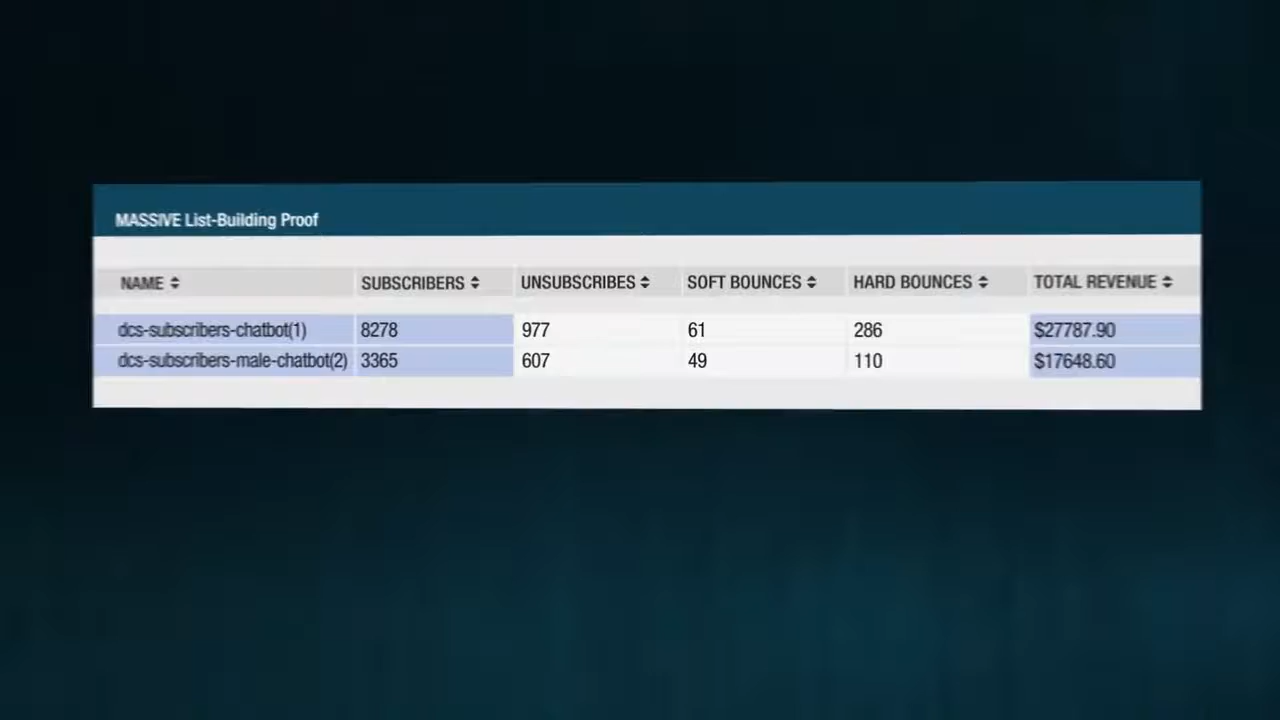 MASSIVE List-Building Proof
NAME SUBSCRIBERS UNSUBSCRIBES SOFT BOUNCES HARD BOUNCES TOTAL REVENUE
dcs-subscribers-chatbot(1) 8278 977 61 286 $27787.90
dcs-subscribers-male-chatbot(2) 3365 607 49 110 $17648.60